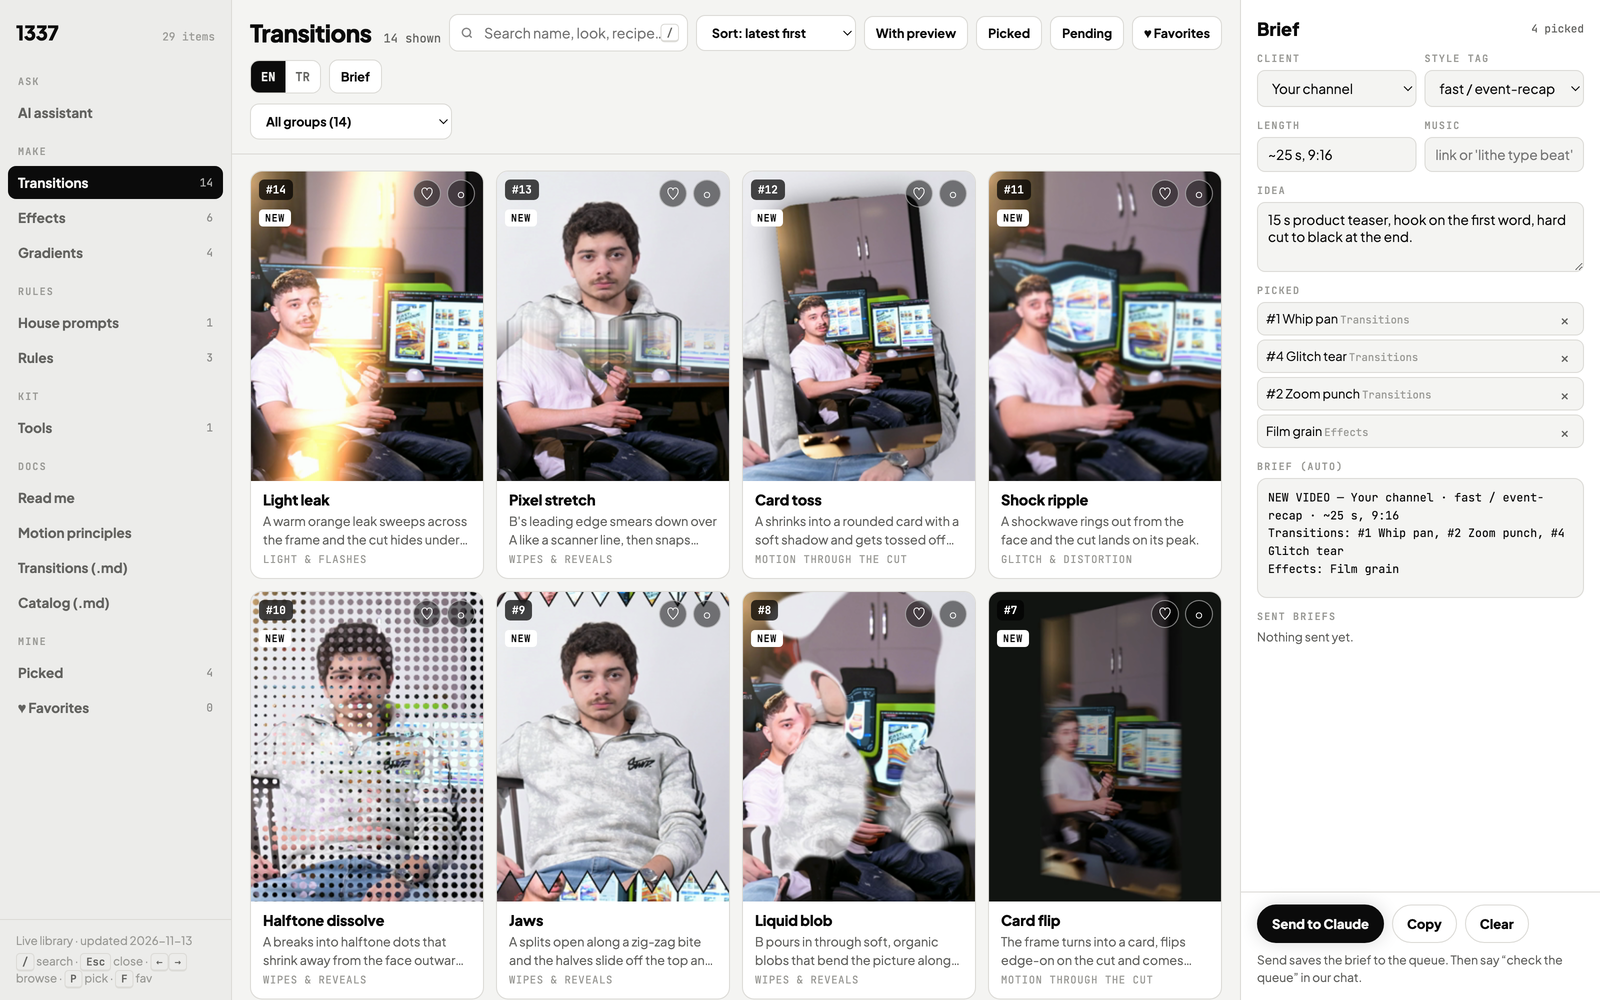 1337
29 items
ASK
AI assistant
MAKE
Transitions 14
Effects 6
Gradients 4
RULES
House prompts 1
Rules 3
KIT
Tools 1
DOCS
Read me
Motion principles
Transitions (.md)
Catalog (.md)
MINE
Picked 4
♥ Favorites 0
Live library · updated 2026-11-13
/ search · Esc close · ← →
browse · P pick · F fav
Transitions 14 shown
Search name, look, recipe… /
Sort: latest first
With preview
Picked
Pending
♥ Favorites
EN TR
Brief
All groups (14)
#14
NEW
Light leak
A warm orange leak sweeps across
the frame and the cut hides under…
LIGHT & FLASHES
#13
NEW
Pixel stretch
B's leading edge smears down over
A like a scanner line, then snaps…
WIPES & REVEALS
#12
NEW
Card toss
A shrinks into a rounded card with a
soft shadow and gets tossed off…
MOTION THROUGH THE CUT
#11
NEW
Shock ripple
A shockwave rings out from the
face and the cut lands on its peak.
GLITCH & DISTORTION
#10
NEW
Halftone dissolve
A breaks into halftone dots that
shrink away from the face outwar…
WIPES & REVEALS
#9
NEW
Jaws
A splits open along a zig-zag bite
and the halves slide off the top an…
WIPES & REVEALS
#8
NEW
Liquid blob
B pours in through soft, organic
blobs that bend the picture along…
WIPES & REVEALS
#7
NEW
Card flip
The frame turns into a card, flips
edge-on on the cut and comes…
MOTION THROUGH THE CUT
Brief 4 picked
CLIENT
Your channel
STYLE TAG
fast / event-recap
LENGTH
~25 s, 9:16
MUSIC
link or 'lithe type beat'
IDEA
15 s product teaser, hook on the first word, hard
cut to black at the end.
PICKED
#1 Whip pan Transitions ×
#4 Glitch tear Transitions ×
#2 Zoom punch Transitions ×
Film grain Effects ×
BRIEF (AUTO)
NEW VIDEO — Your channel · fast / event-
recap · ~25 s, 9:16
Transitions: #1 Whip pan, #2 Zoom punch, #4
Glitch tear
Effects: Film grain
SENT BRIEFS
Nothing sent yet.
Send to Claude
Copy
Clear
Send saves the brief to the queue. Then say “check the
queue” in our chat.